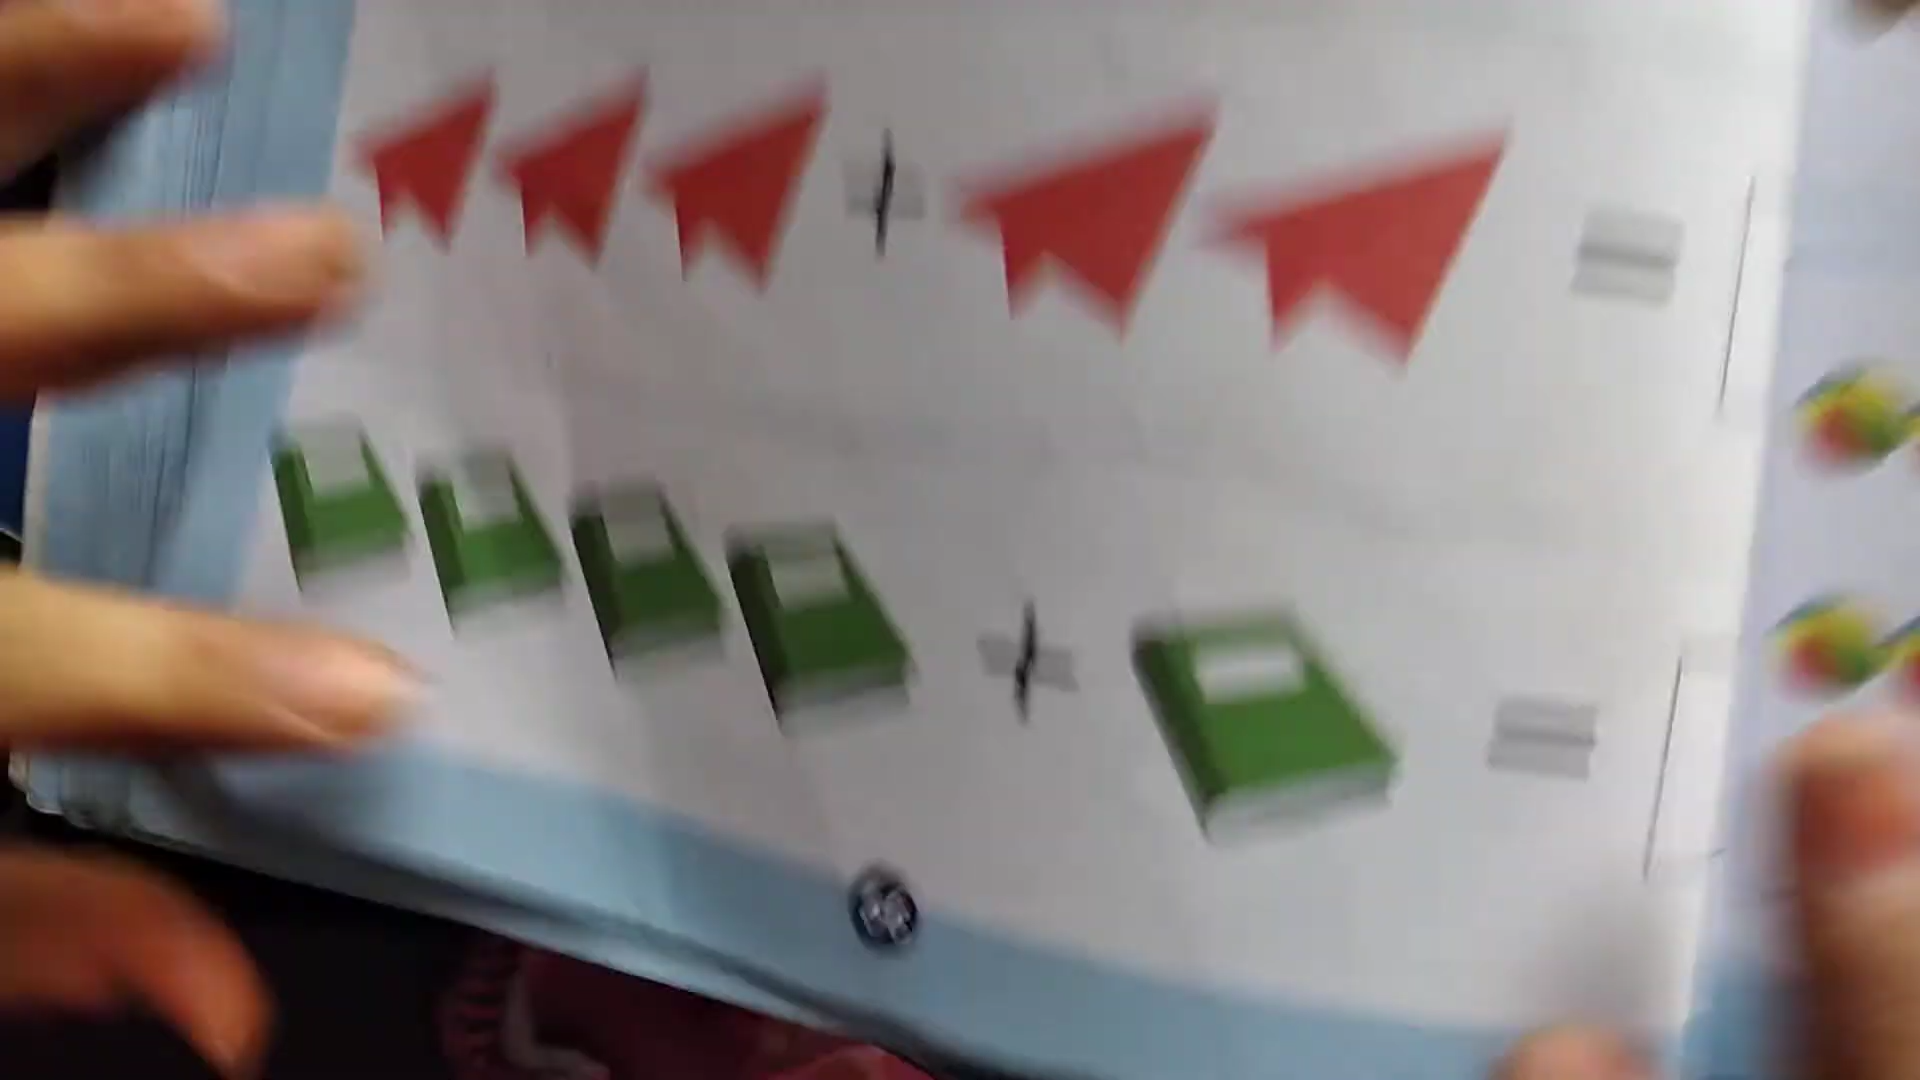 + =
+ =